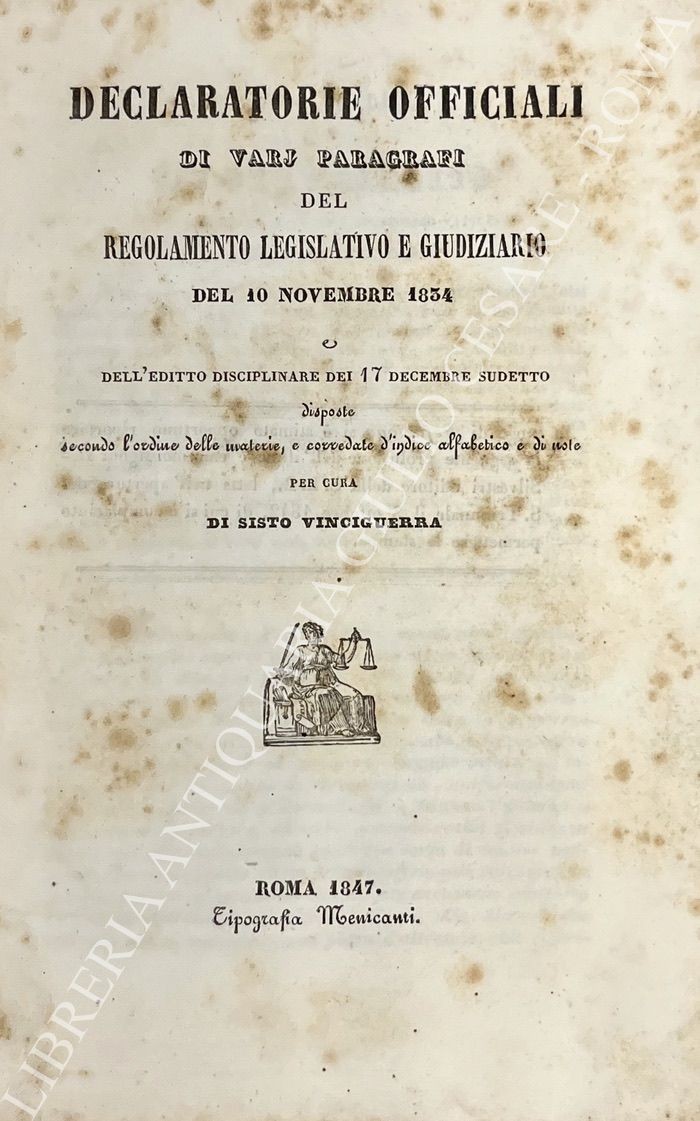 DECLARATORIE OFFICIALI
DI VARJ PARAGRAFI
DEL
REGOLAMENTO LEGISLATIVO E GIUDIZIARIO
DEL 10 NOVEMBRE 1834
e
DELL'EDITTO DISCIPLINARE DEI 17 DECEMBRE SUDETTO
disposte
secondo l'ordine delle materie, e corredate d'indice alfabetico e di note
PER CURA
DI SISTO VINCIGUERRA
ROMA 1847.
Tipografia Menicanti.
LIBRERIA ANTIQUARIA GIULIO CESARE - ROMA